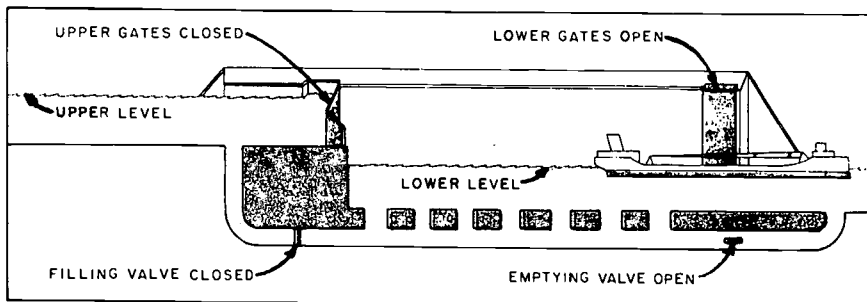 UPPER GATES CLOSED
LOWER GATES OPEN
UPPER LEVEL
LOWER LEVEL
FILLING VALVE CLOSED
EMPTYING VALVE OPEN